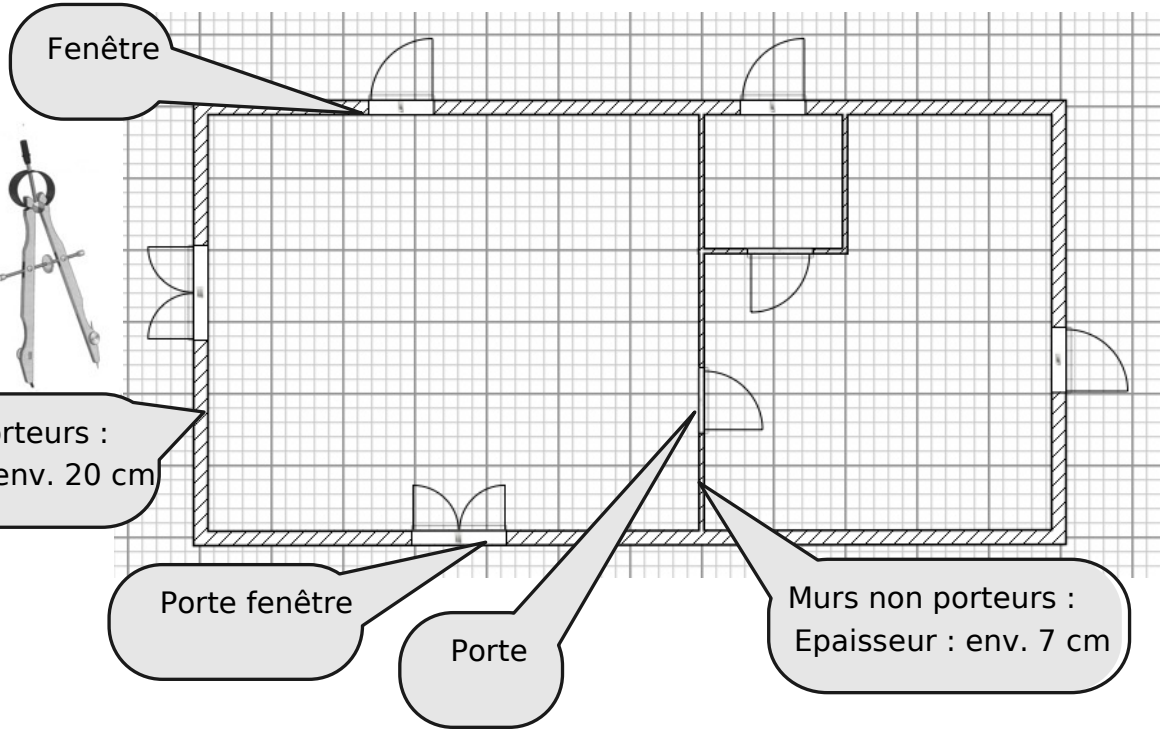 Fenêtre
rteurs :
env. 20 cm
Porte fenêtre
Porte
Murs non porteurs :
Epaisseur : env. 7 cm